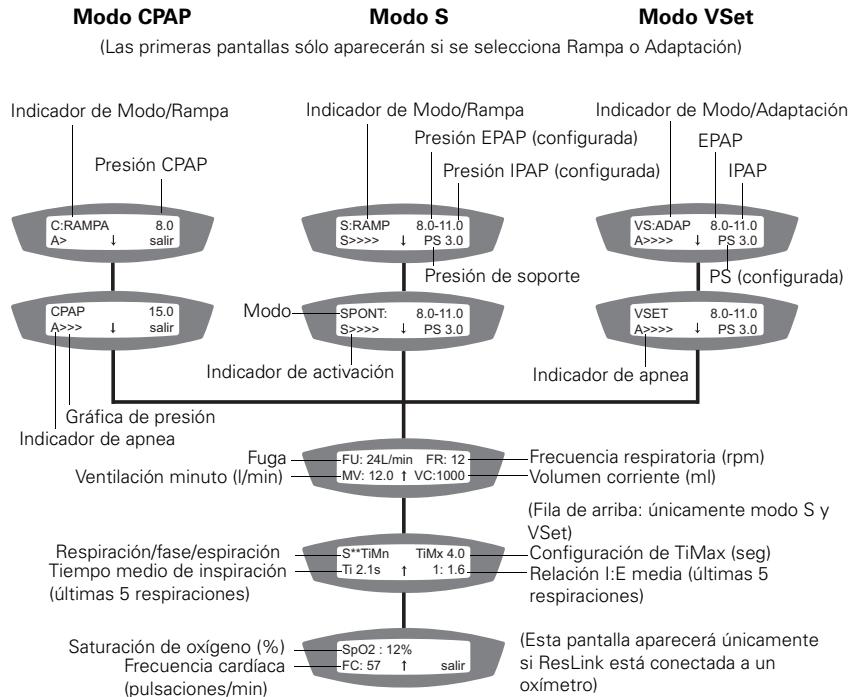 Modo CPAP Modo S Modo VSet
(Las primeras pantallas sólo aparecerán si se selecciona Rampa o Adaptación)
Indicador de Modo/Rampa Indicador de Modo/Rampa Indicador de Modo/Adaptación
Presión EPAP (configurada) EPAP
Presión CPAP Presión IPAP (configurada) IPAP
C:RAMPA 8.0 S:RAMP 8.0-11.0 VS:ADAP 8.0-11.0
A> ↓ salir S>>>> ↓ PS 3.0 A>>>> ↓ PS 3.0
Presión de soporte PS (configurada)
CPAP 15.0 Modo SPONT: 8.0-11.0 VSET 8.0-11.0
A>>> ↓ salir S>>>> ↓ PS 3.0 A>>>> ↓ PS 3.0
Indicador de activación Indicador de apnea
Gráfica de presión
Indicador de apnea
Fuga FU: 24L/min FR: 12 Frecuencia respiratoria (rpm)
Ventilación minuto (l/min) MV: 12.0 ↑ VC:1000 Volumen corriente (ml)
(Fila de arriba: únicamente modo S y
VSet)
Respiración/fase/espiración S**TiMn TiMx 4.0 Configuración de TiMax (seg)
Tiempo medio de inspiración Ti 2.1s ↑ 1: 1.6 Relación I:E media (últimas 5
(últimas 5 respiraciones) respiraciones)
Saturación de oxígeno (%) SpO2 : 12% (Esta pantalla aparecerá únicamente
Frecuencia cardíaca FC: 57 ↑ salir si ResLink está conectada a un
(pulsaciones/min) oxímetro)